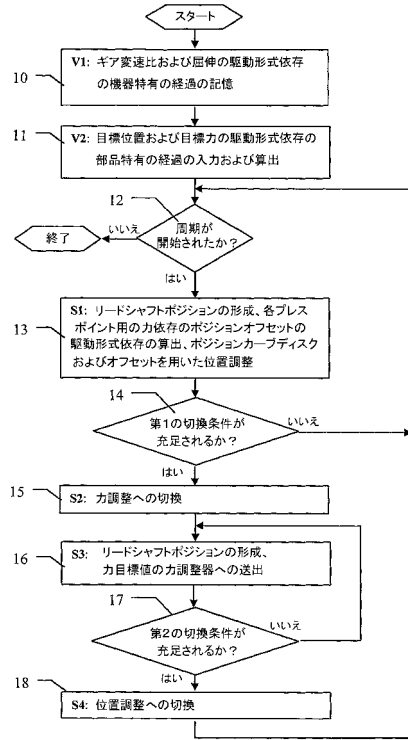 スタート
10
V1: ギア変速比および屈伸の駆動形式依存
の機器特有の経過の記憶
11
V2: 目標位置および目標力の駆動形式依存の
部品特有の経過の入力および算出
12
周期が
開始されたか?
いいえ
終了
はい
13
S1: リードシャフトポジションの形成、各プレス
ポイント用の力依存のポジションオフセットの
駆動形式依存の算出、ポジションカーブディスク
およびオフセットを用いた位置調整
14
第1の切換条件が
充足されるか?
いいえ
はい
15
S2: 力調整への切換
16
S3: リードシャフトポジションの形成、
力目標値の力調整器への送出
17
第2の切換条件が
充足されるか?
いいえ
はい
18
S4: 位置調整への切換